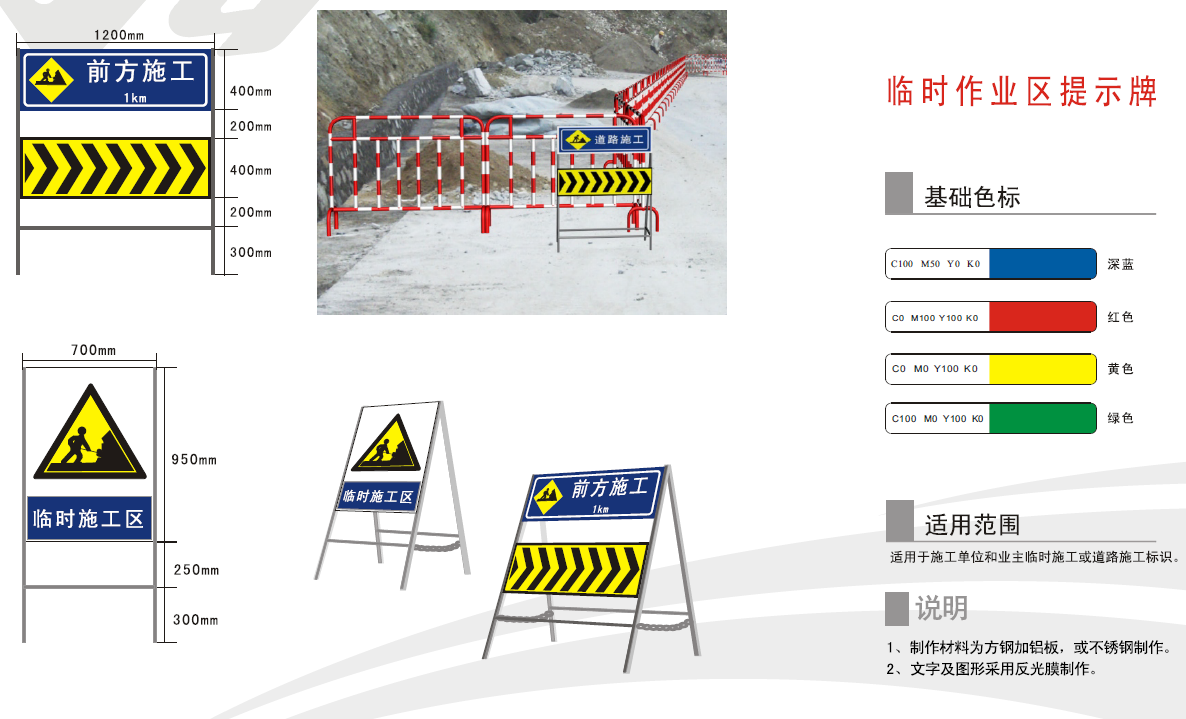 1200mm
前方施工
1km
400mm
200mm
400mm
200mm
300mm
道路施工
临时作业区提示牌
基础色标
C100 M50 Y0 K0
深蓝
C0 M100 Y100 K0
红色
C0 M0 Y100 K0
黄色
C100 M0 Y100 K0
绿色
700mm
临时施工区
950mm
250mm
300mm
临时施工区
前方施工
1km
适用范围
适用于施工单位和业主临时施工或道路施工标识。
说明
1、制作材料为方钢加铝板，或不锈钢制作。
2、文字及图形采用反光膜制作。